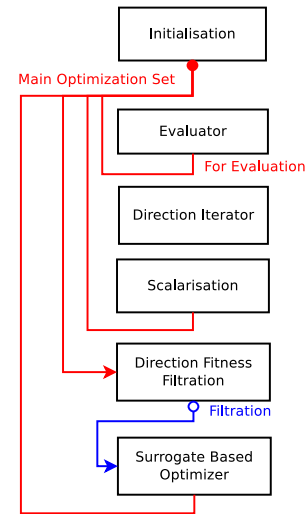 Initialisation
Main Optimization Set
Evaluator
For Evaluation
Direction Iterator
Scalarisation
Direction Fitness
Filtration
Filtration
Surrogate Based
Optimizer